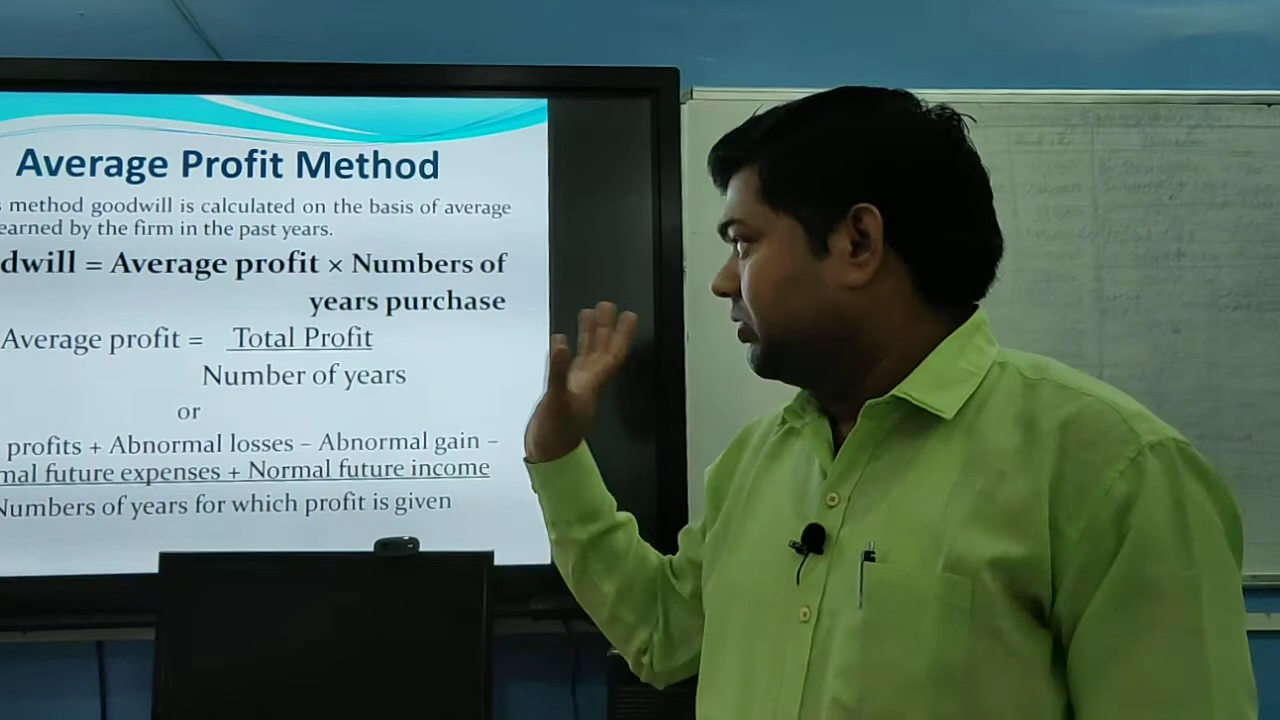 Average Profit Method
s method goodwill is calculated on the basis of average
earned by the firm in the past years.
dwill = Average profit × Numbers of
years purchase
Average profit = Total Profit
Number of years
or
profits + Abnormal losses – Abnormal gain –
mal future expenses + Normal future income
Numbers of years for which profit is given